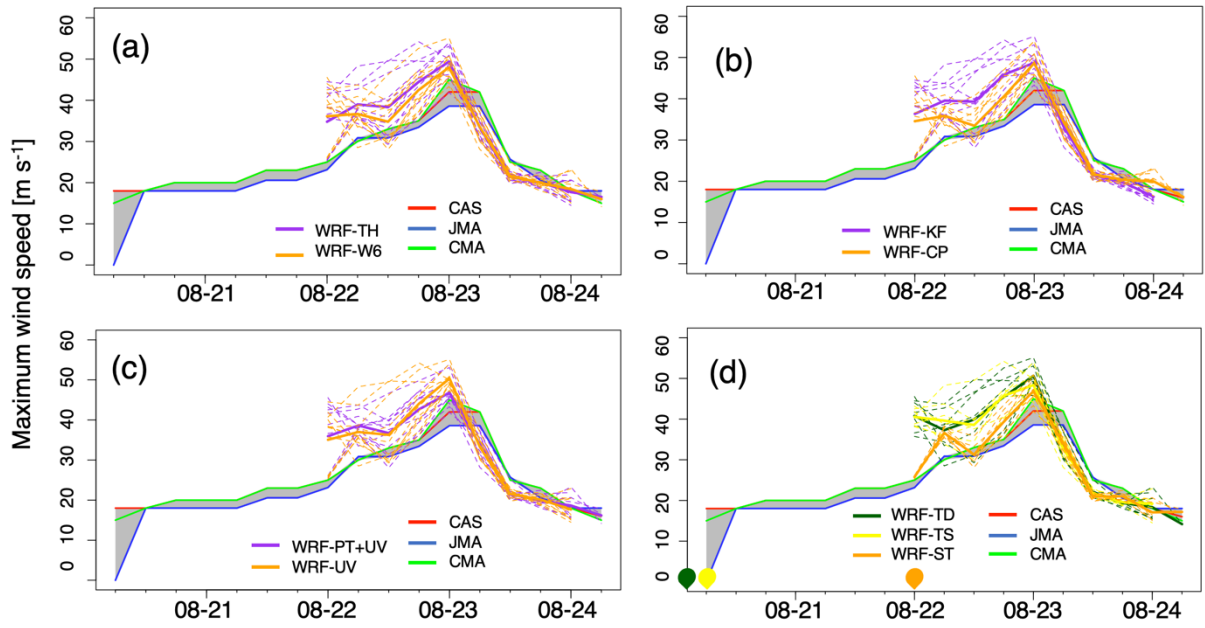 Maximum wind speed [m s⁻¹]
(a)
60
50
40
30
20
10
0
WRF-TH
WRF-W6
CAS
JMA
CMA
08-21
08-22
08-23
08-24
(b)
60
50
40
30
20
10
0
WRF-KF
WRF-CP
CAS
JMA
CMA
08-21
08-22
08-23
08-24
(c)
60
50
40
30
20
10
0
WRF-PT+UV
WRF-UV
CAS
JMA
CMA
08-21
08-22
08-23
08-24
(d)
60
50
40
30
20
10
0
WRF-TD
WRF-TS
WRF-ST
CAS
JMA
CMA
08-21
08-22
08-23
08-24